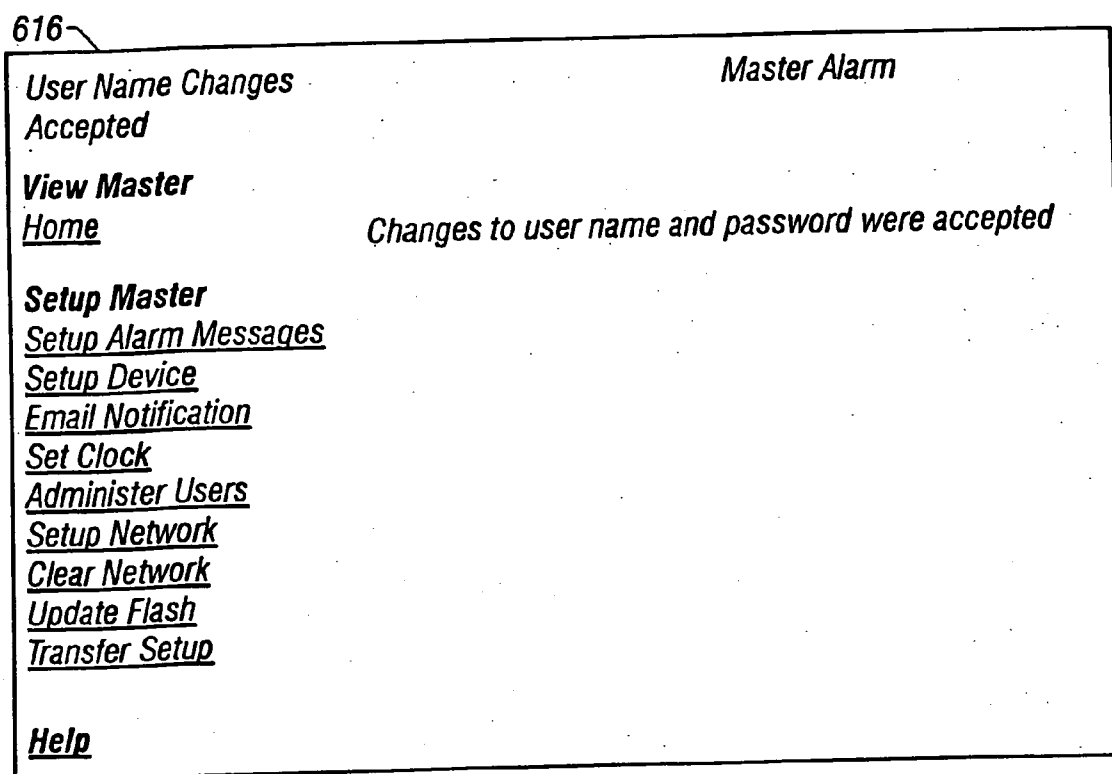 616
User Name Changes
Accepted
Master Alarm
View Master
Home
Changes to user name and password were accepted
Setup Master
Setup Alarm Messages
Setup Device
Email Notification
Set Clock
Administer Users
Setup Network
Clear Network
Update Flash
Transfer Setup
Help